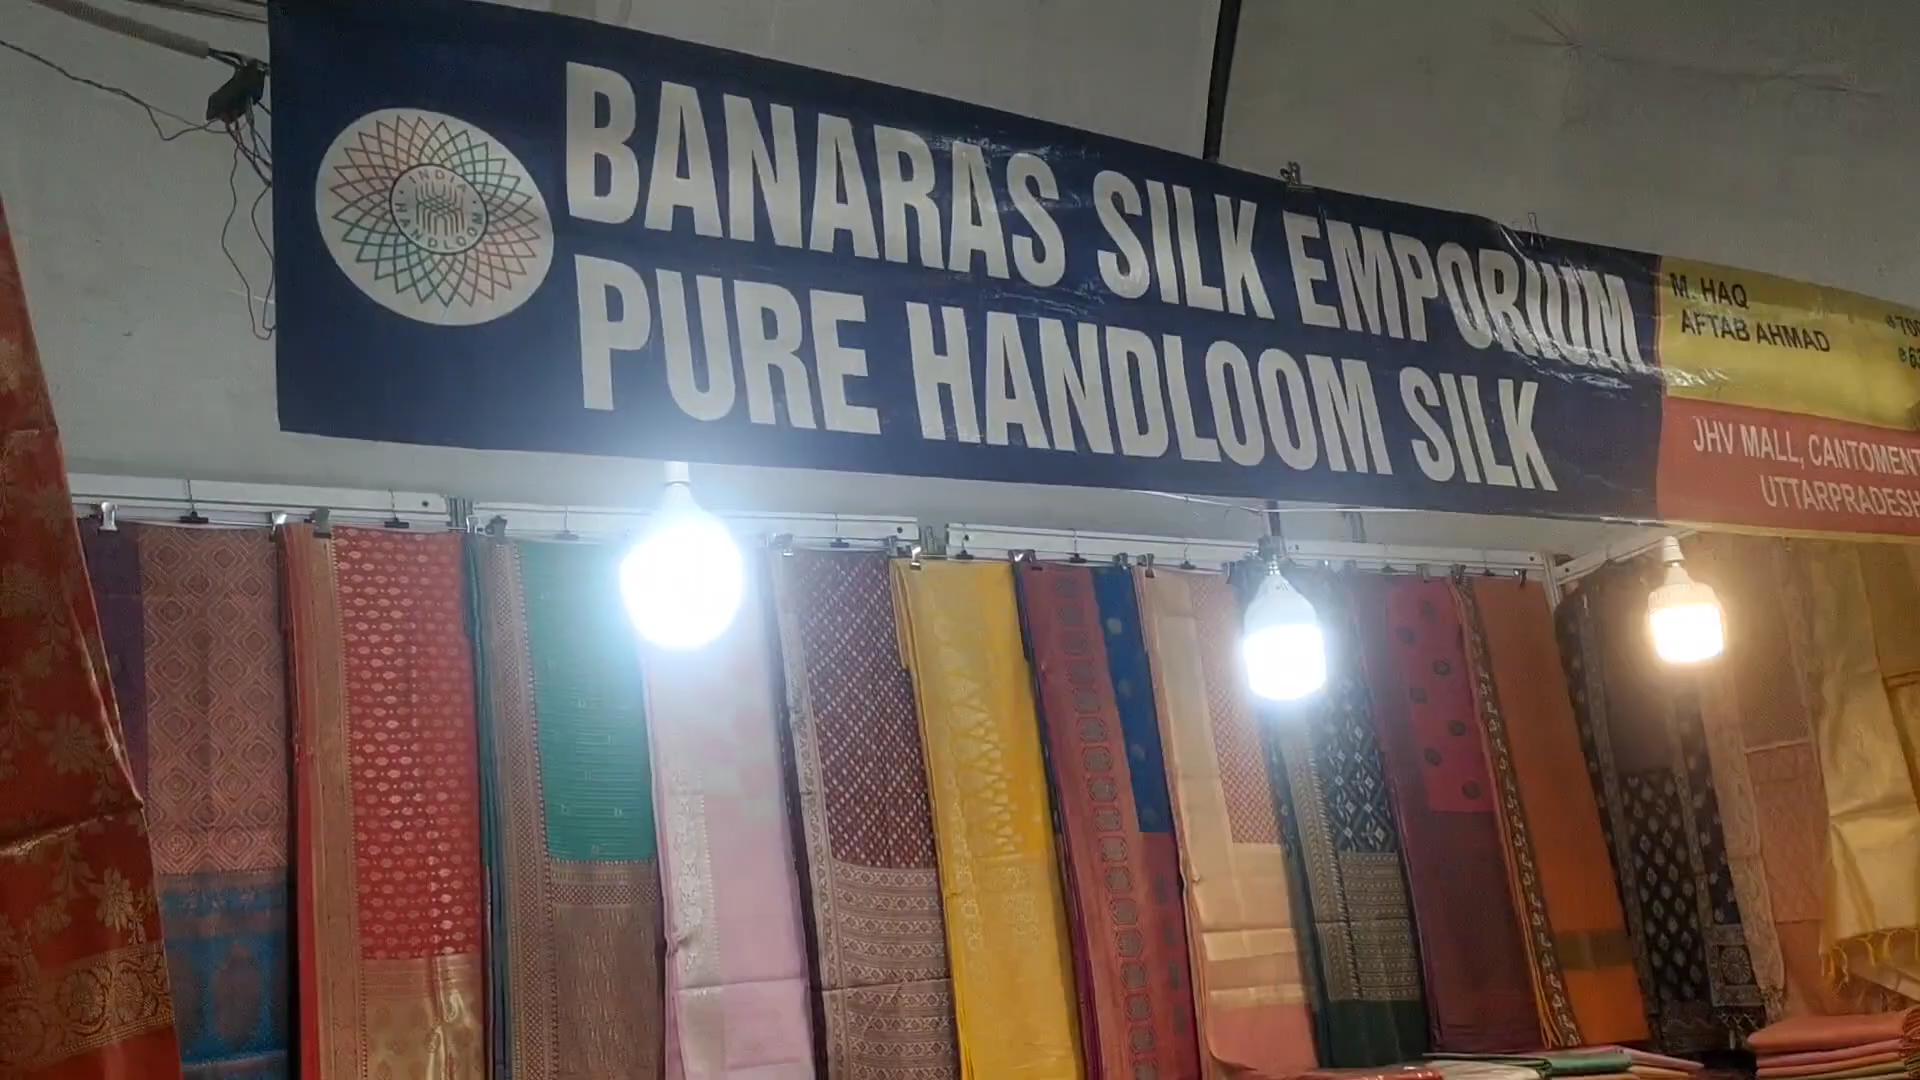 INDIA
HANDLOOM
BANARAS SILK EMPORIUM
PURE HANDLOOM SILK
M. HAQ
AFTAB AHMAD
JHV MALL, CANTOMENT
UTTARPRADESH